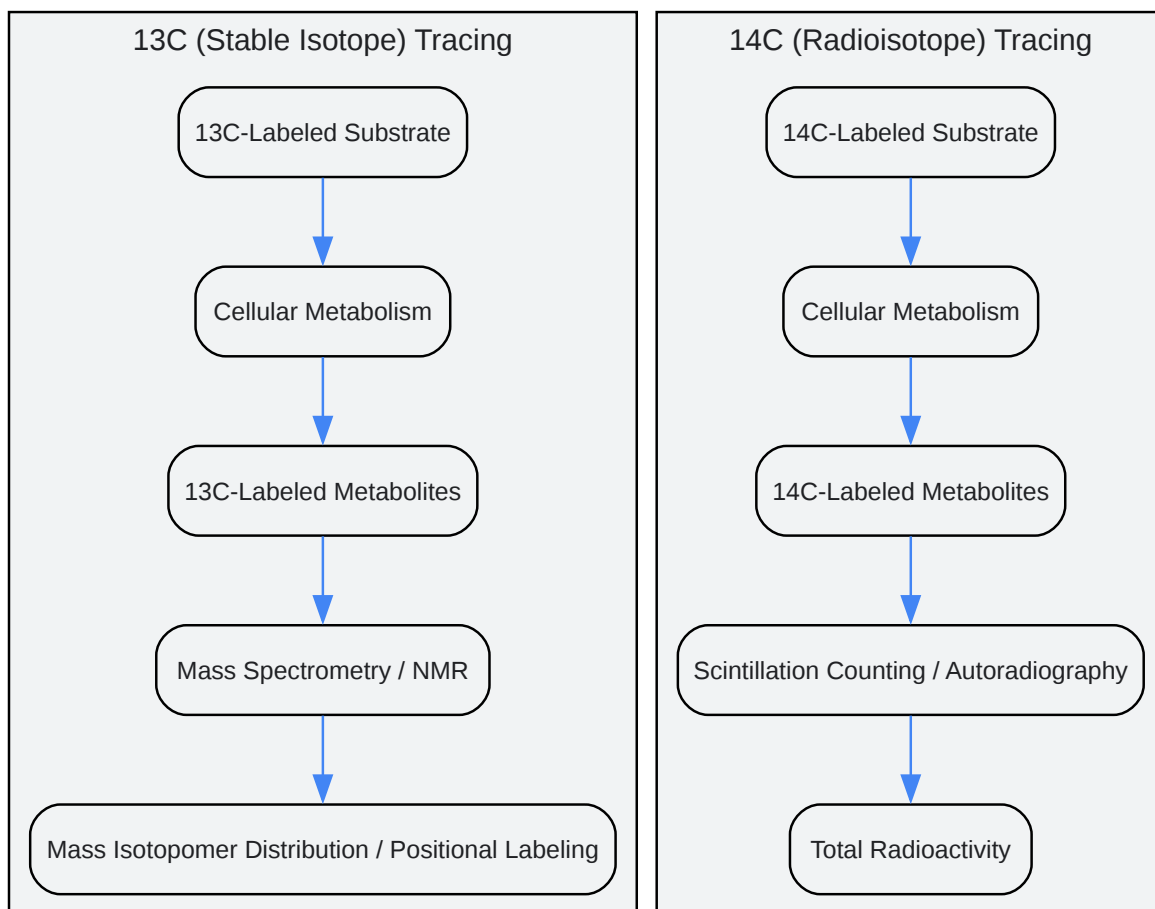 13C (Stable Isotope) Tracing
13C-Labeled Substrate
Cellular Metabolism
13C-Labeled Metabolites
Mass Spectrometry / NMR
Mass Isotopomer Distribution / Positional Labeling
14C (Radioisotope) Tracing
14C-Labeled Substrate
Cellular Metabolism
14C-Labeled Metabolites
Scintillation Counting / Autoradiography
Total Radioactivity